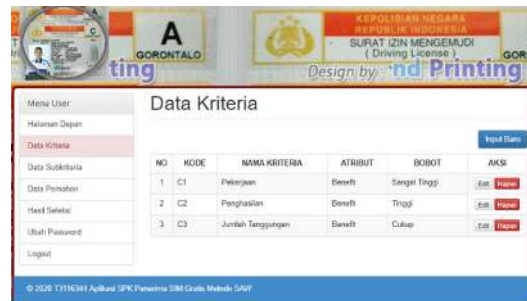 C
A
GORONTALO
KEPOLISIAN NEGARA
REPUBLIK INDONESIA
SURAT IZIN MENGEMUDI
( Driving License )
GOR
ting
Design by : nd Printing
Menu User
Halaman Depan
Data Kriteria
Data Subkriteria
Data Pemohon
Hasil Seleksi
Ubah Password
Logout
Data Kriteria
Input Baru
NO KODE NAMA KRITERIA ATRIBUT BOBOT AKSI
1 C1 Pekerjaan Benefit Sangat Tinggi Edit Hapus
2 C2 Penghasilan Benefit Tinggi Edit Hapus
3 C3 Jumlah Tanggungan Benefit Cukup Edit Hapus
© 2020 T3116341 Aplikasi SPK Penerima SIM Gratis Metode SAW